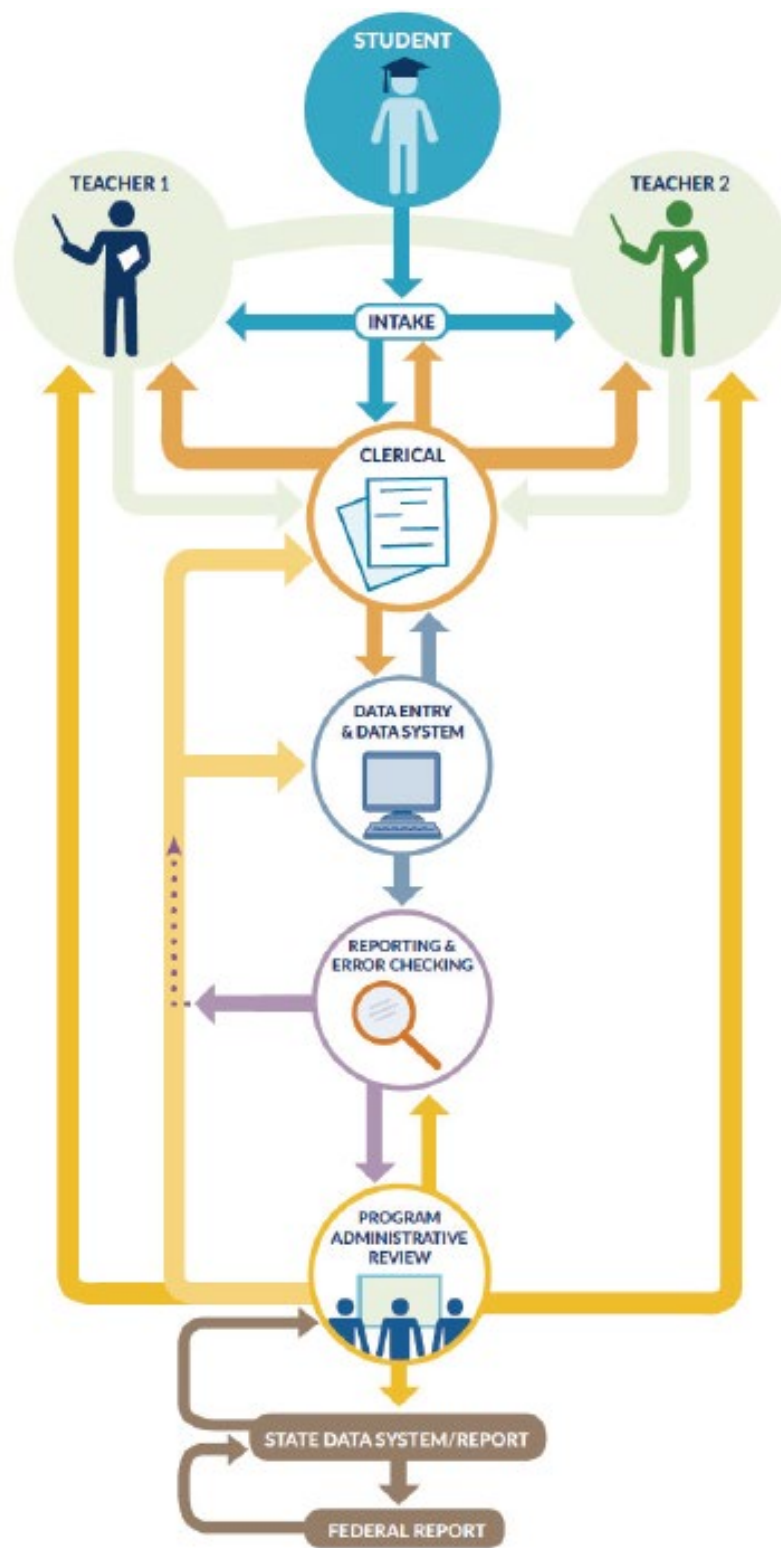 STUDENT
TEACHER 1
TEACHER 2
INTAKE
CLERICAL
DATA ENTRY
& DATA SYSTEM
REPORTING &
ERROR CHECKING
PROGRAM
ADMINISTRATIVE
REVIEW
STATE DATA SYSTEM/REPORT
FEDERAL REPORT